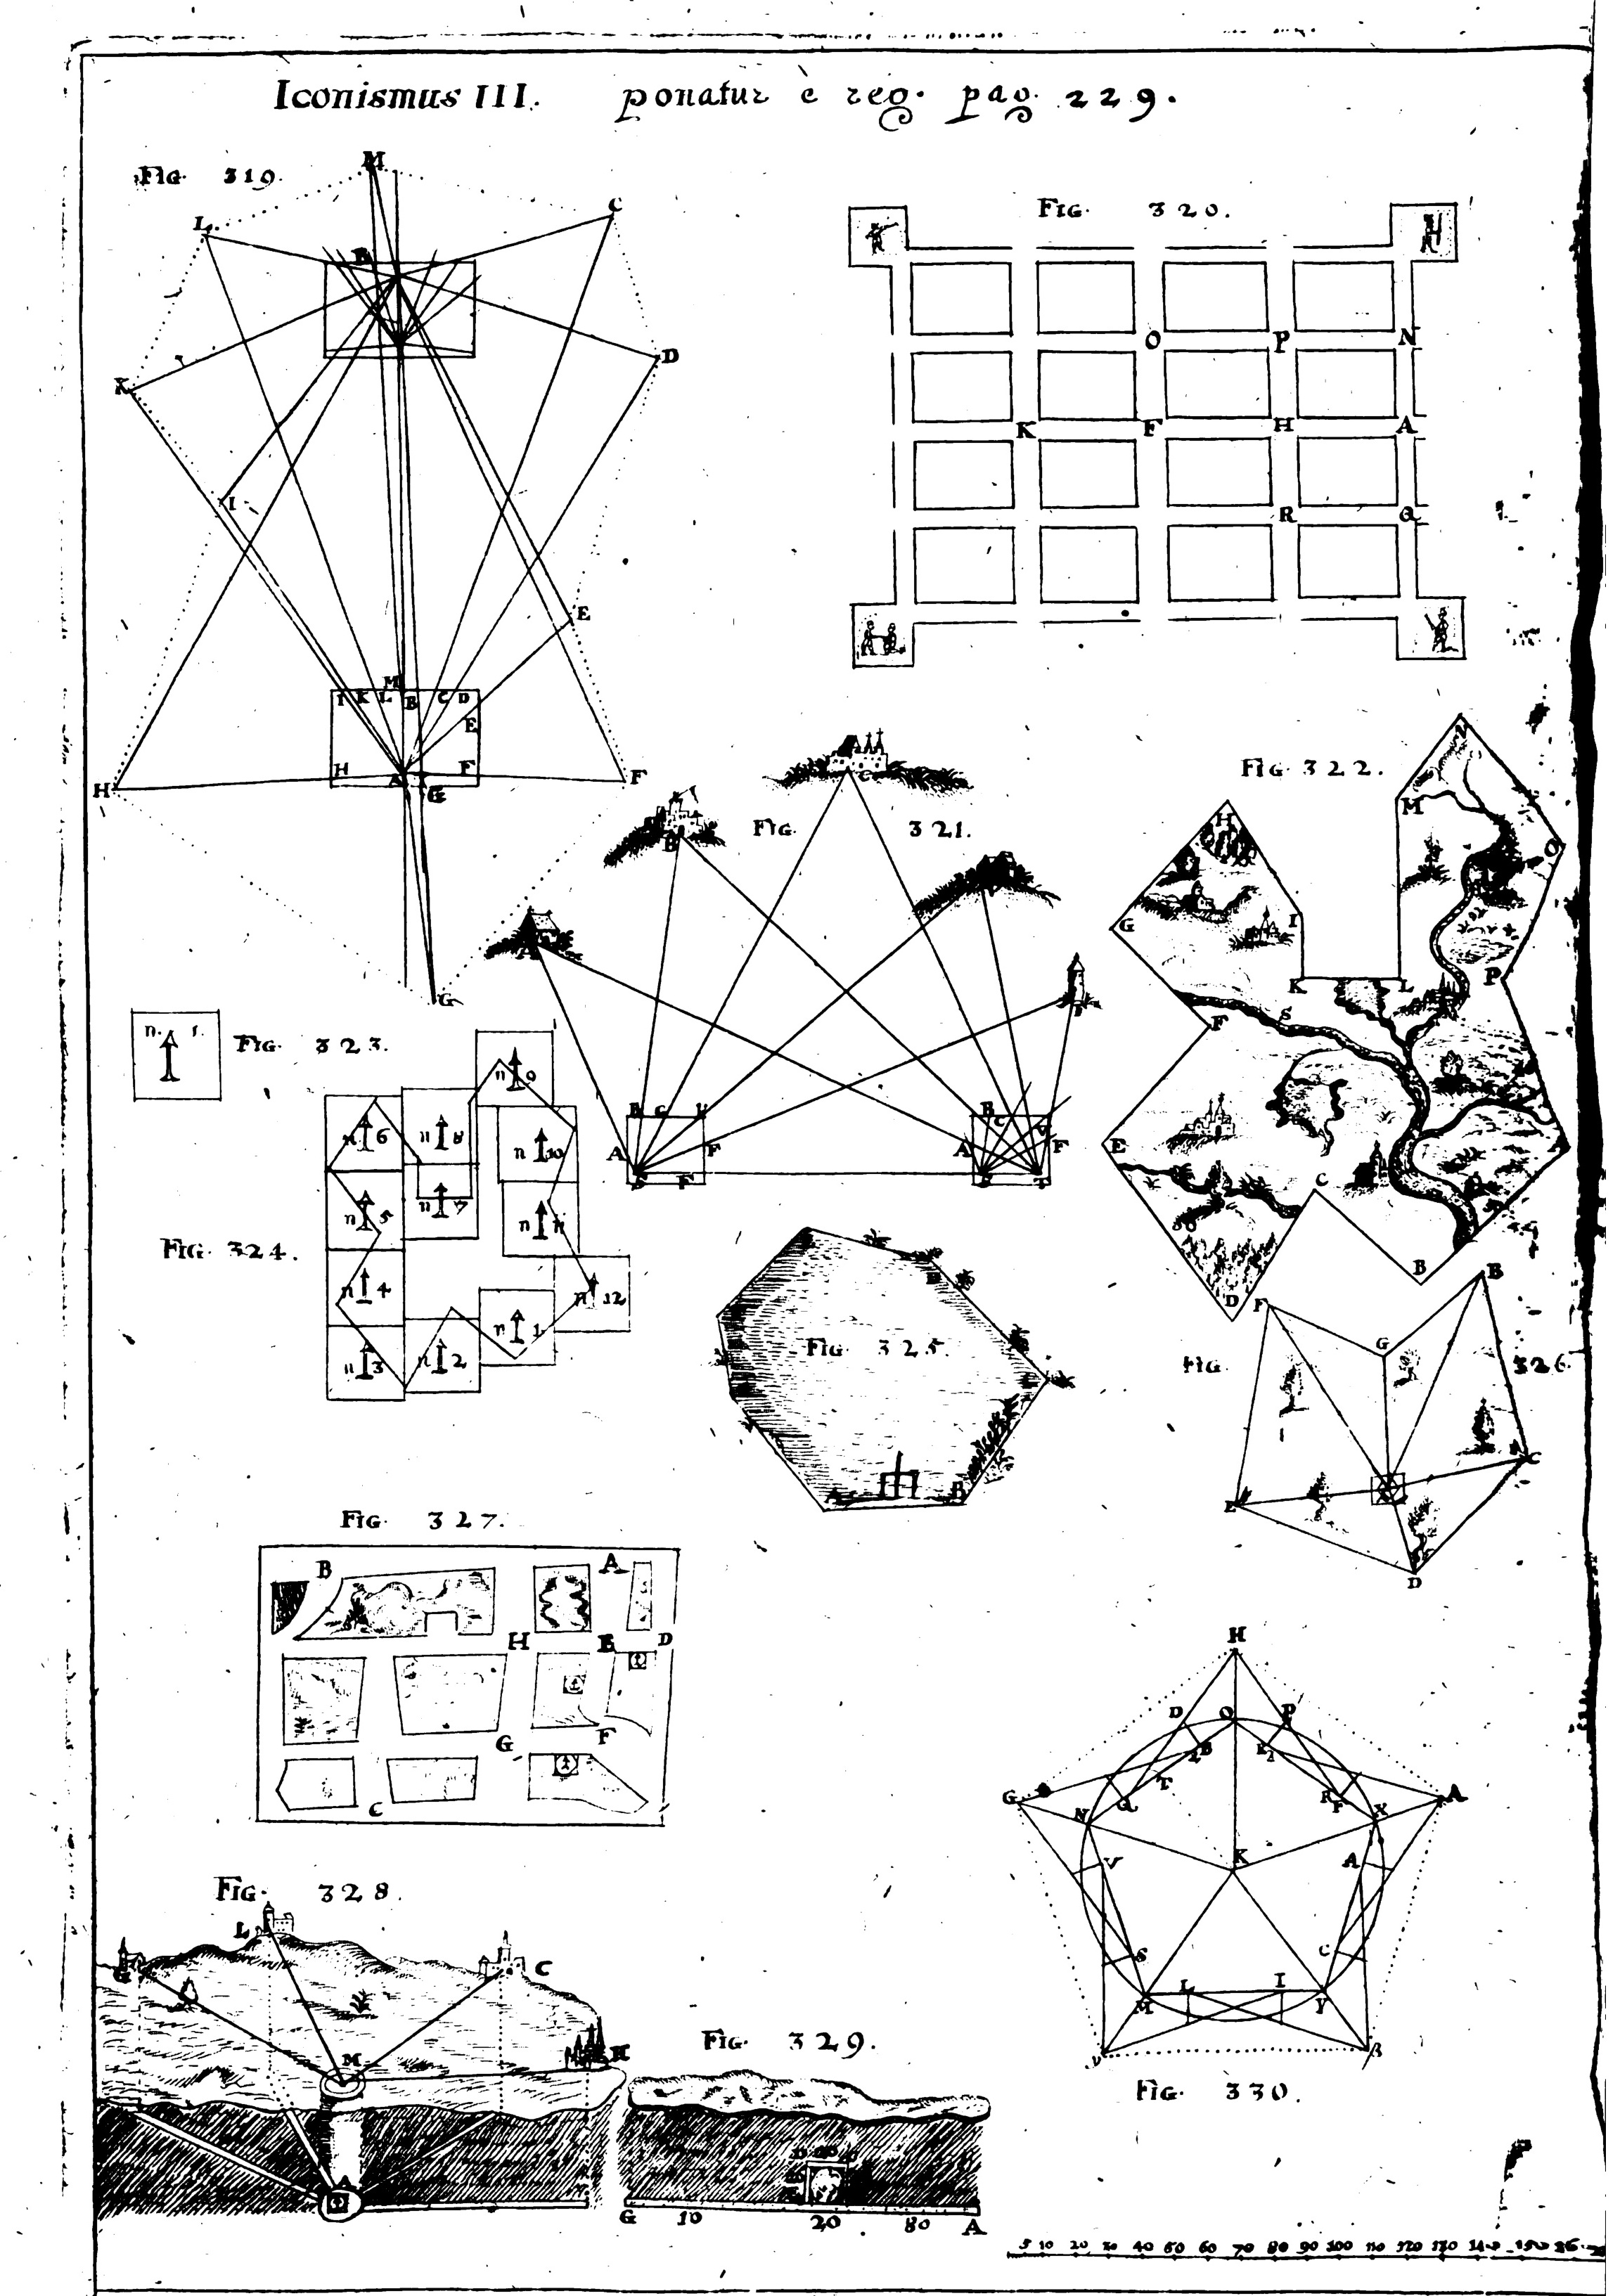 Iconismus III. ponatur è reg. pag. 229.
Fig. 319.
M
L
C
B
K
D
I
E
M
I K L B C D
E
H A F
H
G
F
G
Fig. 320.
O P N
K F H A
R Q
Fig. 321.
C
B
A
B C
A F
F
B
C
A F
Fig. 322.
N
H
M
O
G
I
K L P
S
F
E
C
B
D
n. 1.
Fig. 323.
n 9
n 6
n 8
n 10
n 7
n 5
n 11
Fig. 324.
n 4
n 12
n 1
n 3
n 2
Fig. 325.
A B
Fig. 326.
B
F
G
C
E
D
Fig. 327.
B A
H E D
G F
C
H
D O P
B
T
G A
N Q F X
K
V A
S C
L I
M Y
B
Fig. 330.
Fig. 328.
L
G C
M H
A
Fig. 329.
G 10 20 80 A
5 10 20 30 40 50 60 70 80 90 100 110 120 130 140 150